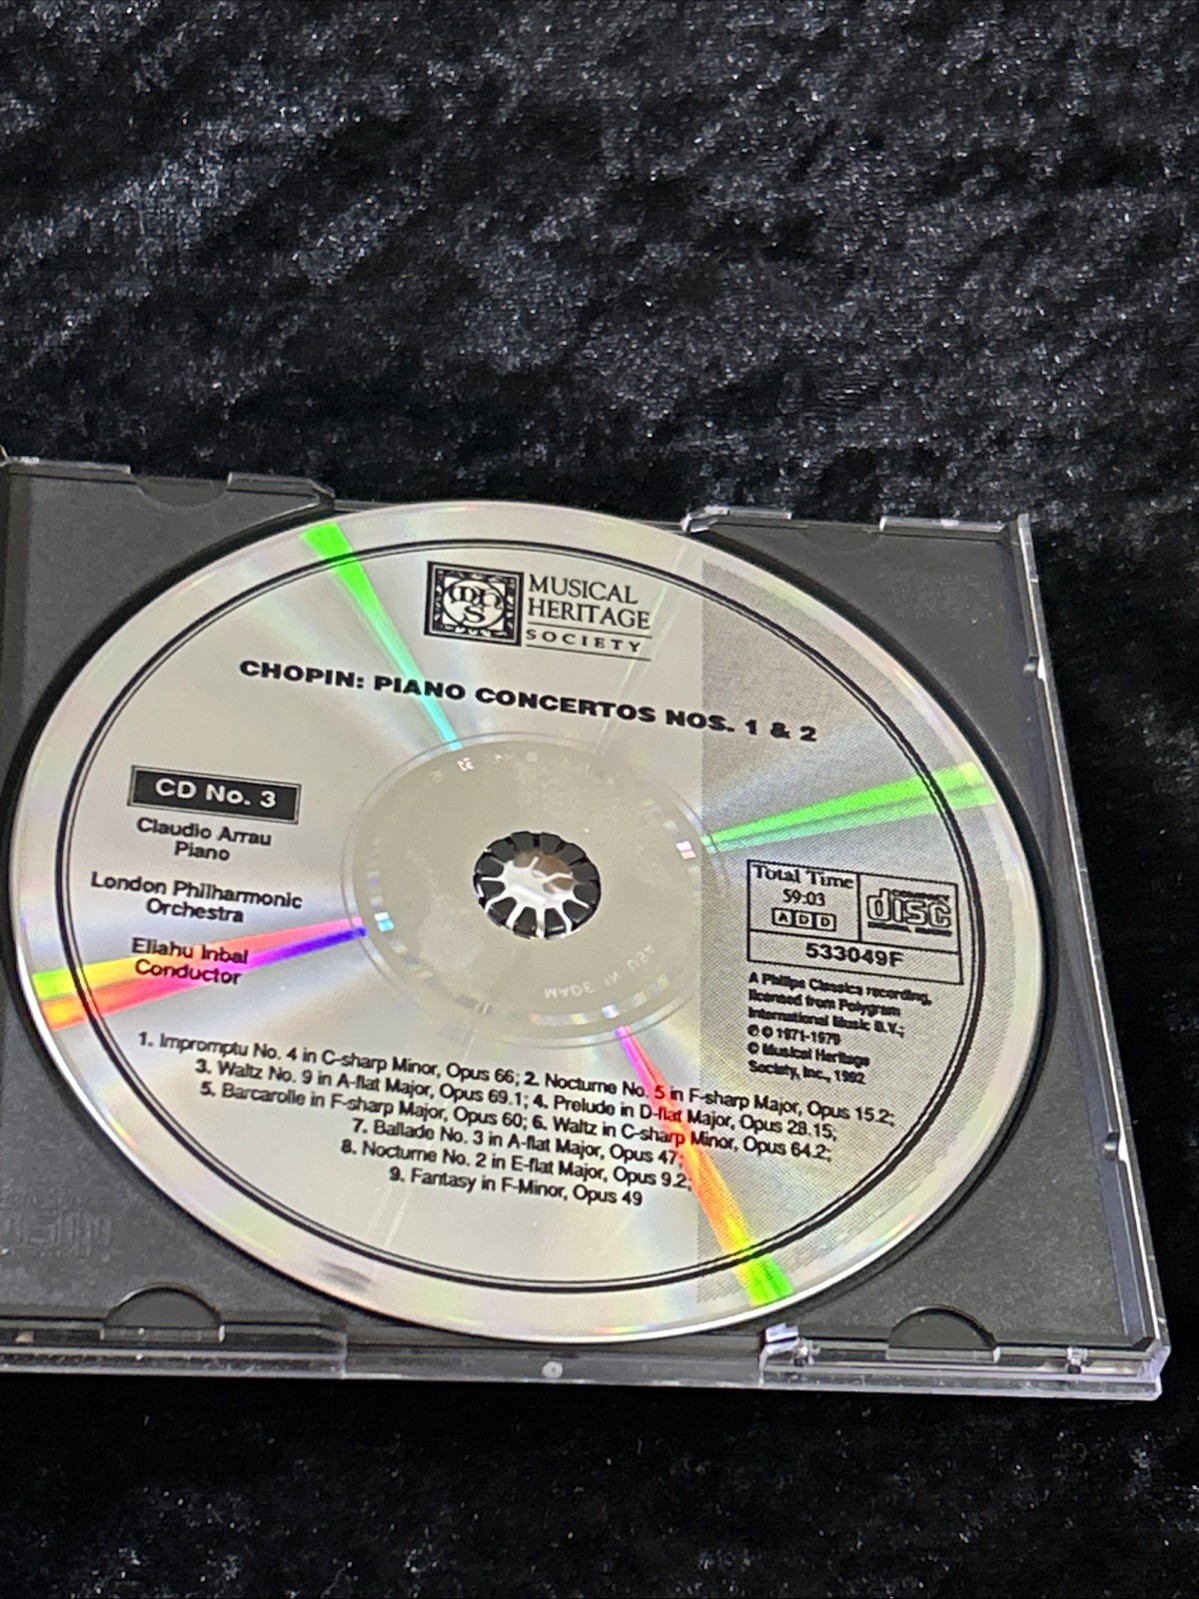 MUSICAL
HERITAGE
SOCIETY
CHOPIN: PIANO CONCERTOS NOS. 1 & 2
CD No. 3
Claudio Arrau
Piano
London Philharmonic
Orchestra
Eliahu Inbal
Conductor
Total Time
59:03
ADD
COMPACT
disc
DIGITAL AUDIO
533049F
A Philips Classics recording,
licensed from Polygram
International Music B.V.;
℗ © 1971-1979
© Musical Heritage
Society, Inc., 1992
MADE IN USA
1. Impromptu No. 4 in C-sharp Minor, Opus 66; 2. Nocturne No. 5 in F-sharp Major, Opus 15.2;
3. Waltz No. 9 in A-flat Major, Opus 69.1; 4. Prelude in D-flat Major, Opus 28.15;
5. Barcarolle in F-sharp Major, Opus 60; 6. Waltz in C-sharp Minor, Opus 64.2;
7. Ballade No. 3 in A-flat Major, Opus 47;
8. Nocturne No. 2 in E-flat Major, Opus 9.2;
9. Fantasy in F-Minor, Opus 49